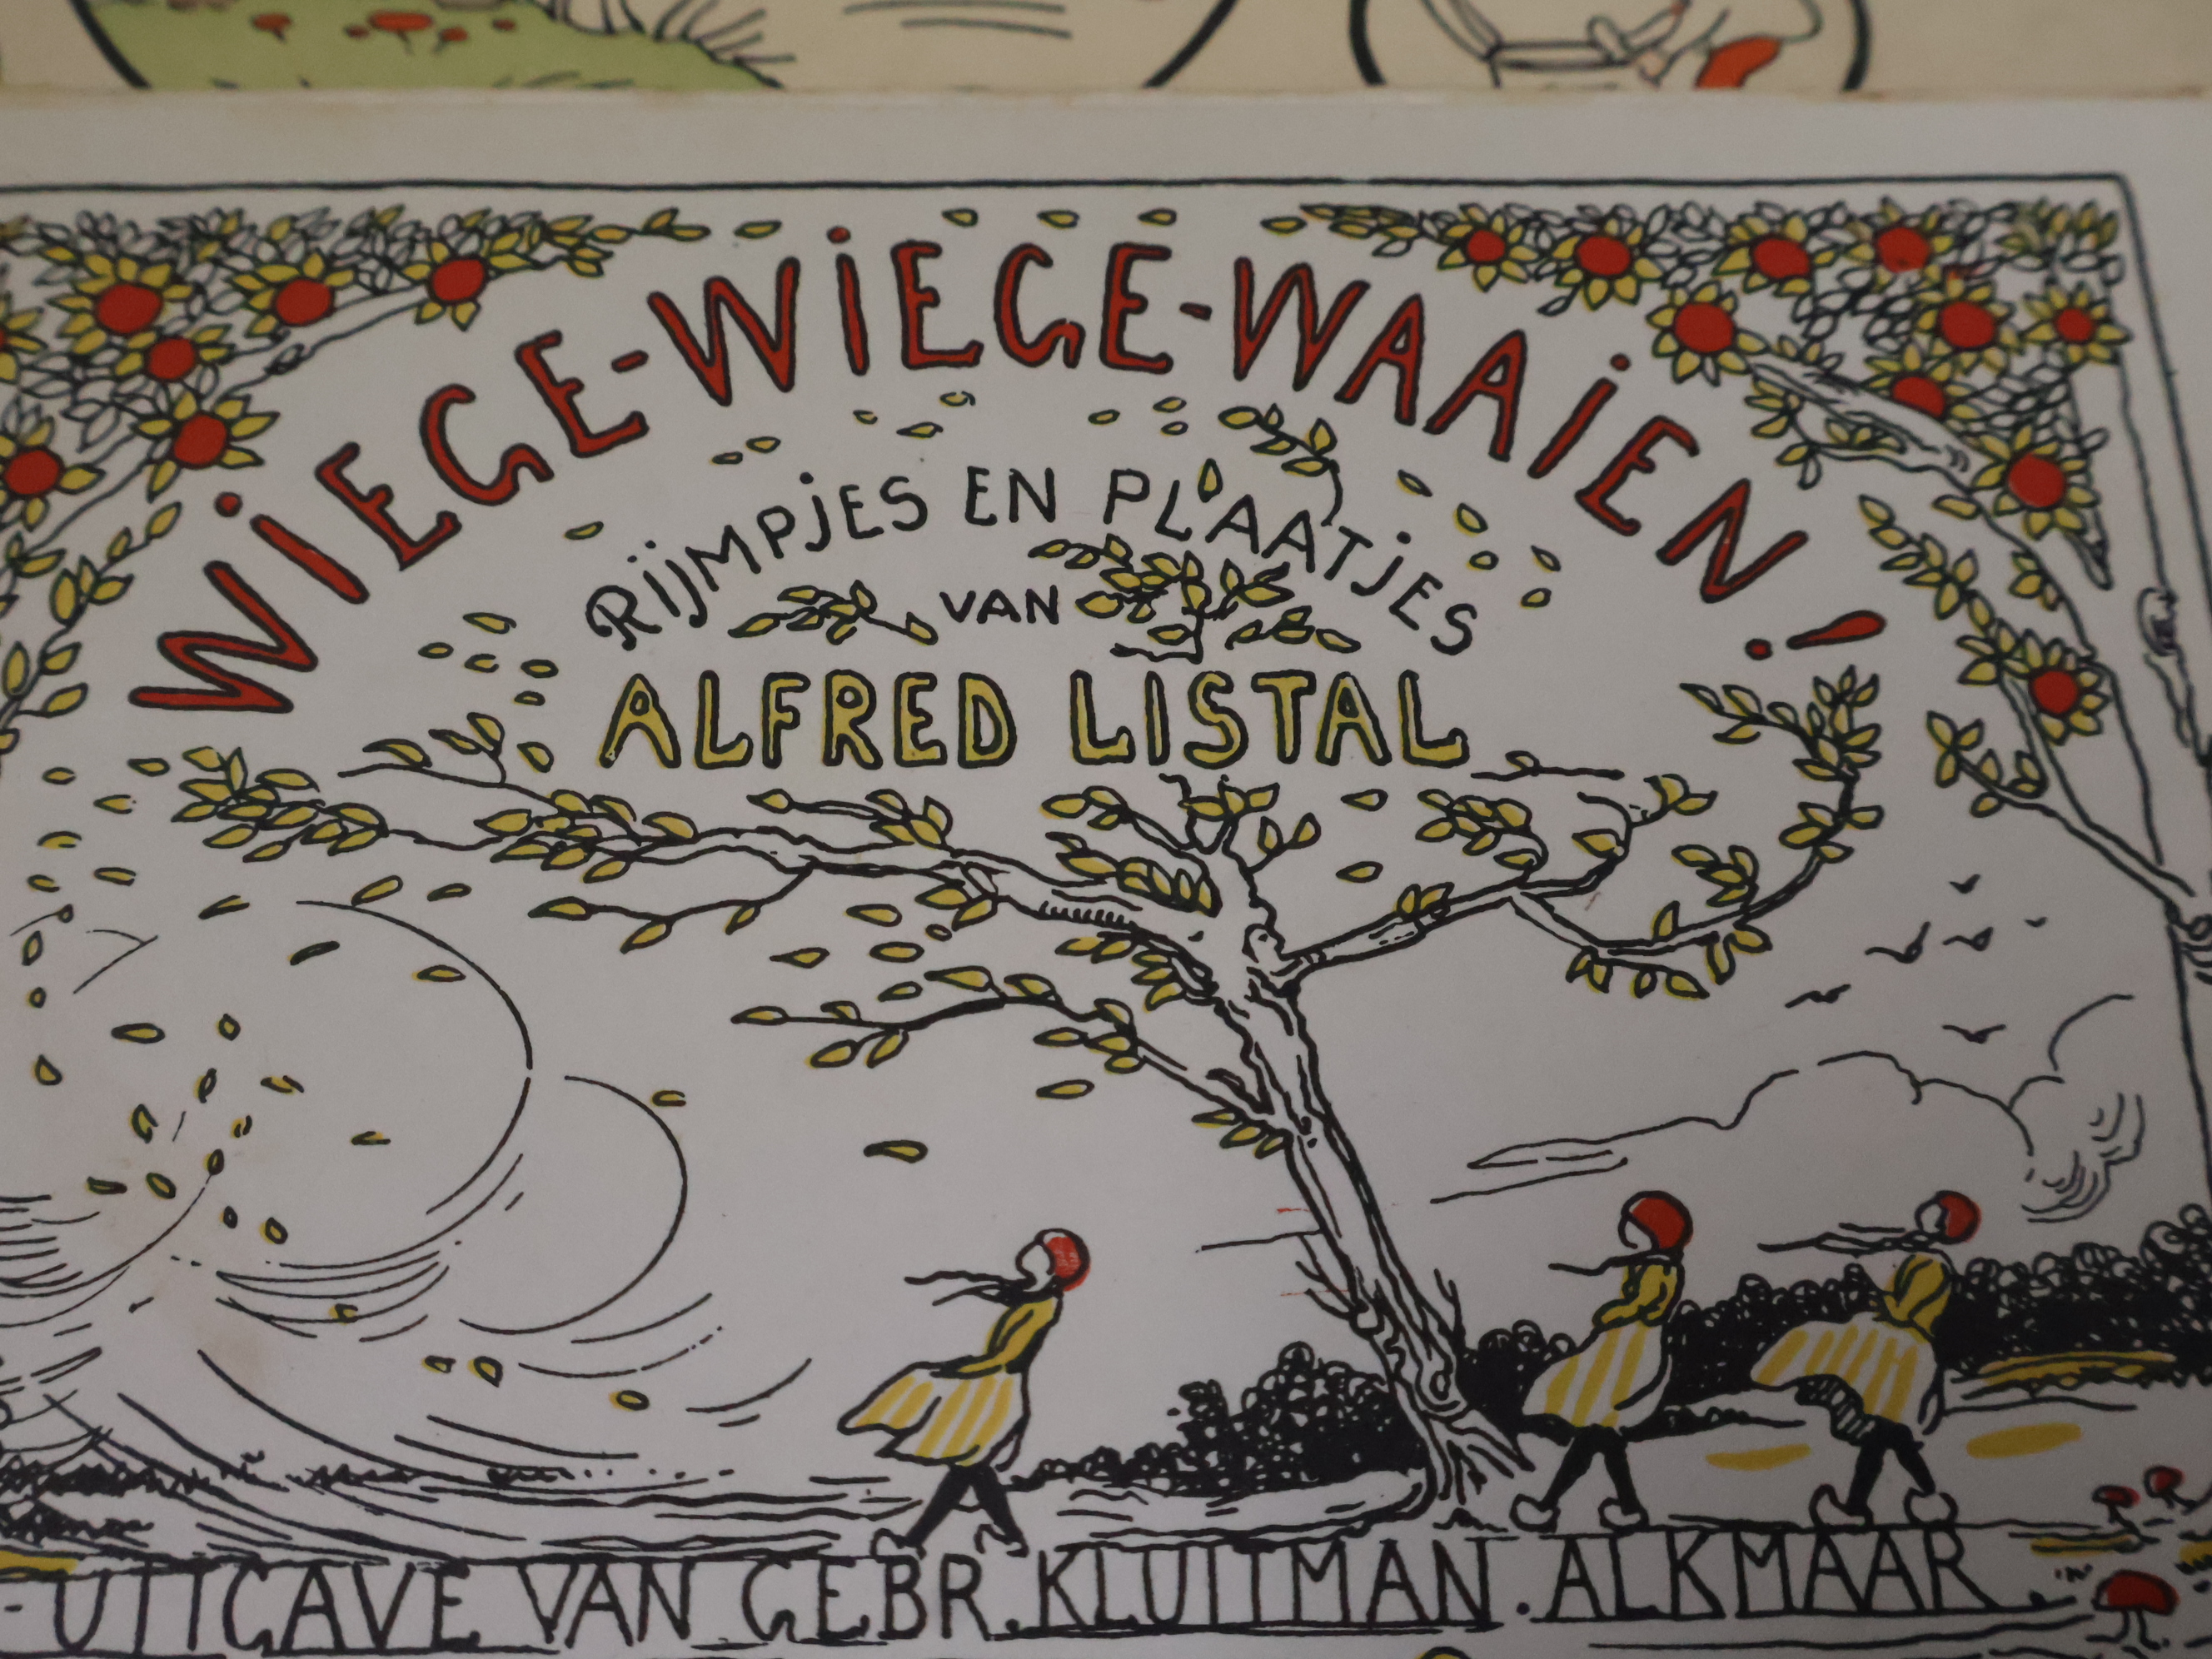 WIEGE-WIEGE-WAAIEN!
RIJMPJES EN PLAATJES
VAN
ALFRED LISTAL
-UITGAVE VAN GEBR. KLUITMAN. ALKMAAR.